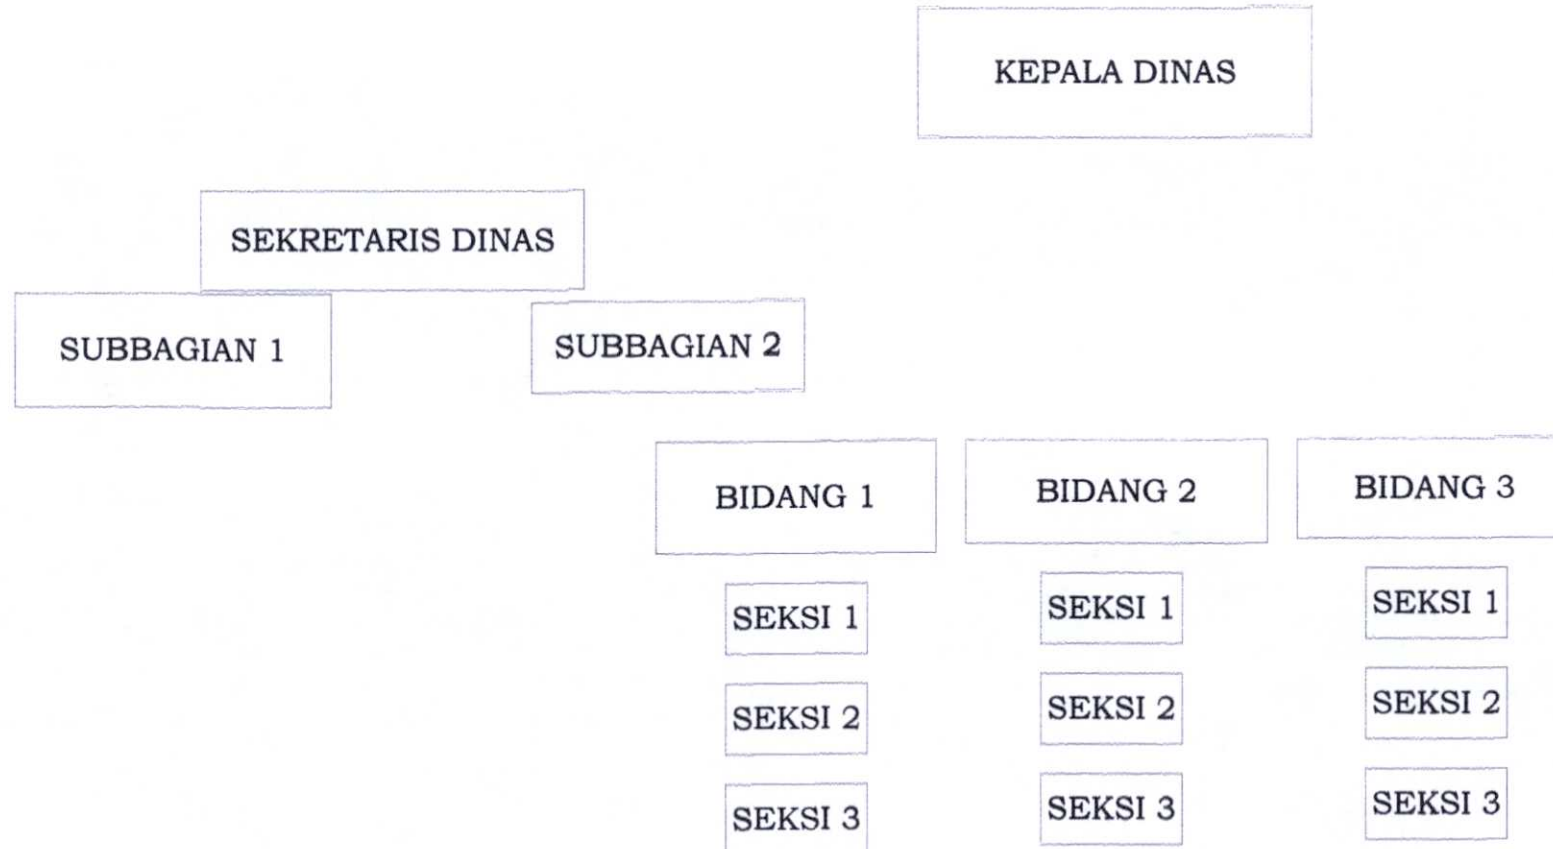 KEPALA DINAS
SEKRETARIS DINAS
SUBBAGIAN 1
SUBBAGIAN 2
BIDANG 1
BIDANG 2
BIDANG 3
SEKSI 1
SEKSI 1
SEKSI 1
SEKSI 2
SEKSI 2
SEKSI 2
SEKSI 3
SEKSI 3
SEKSI 3